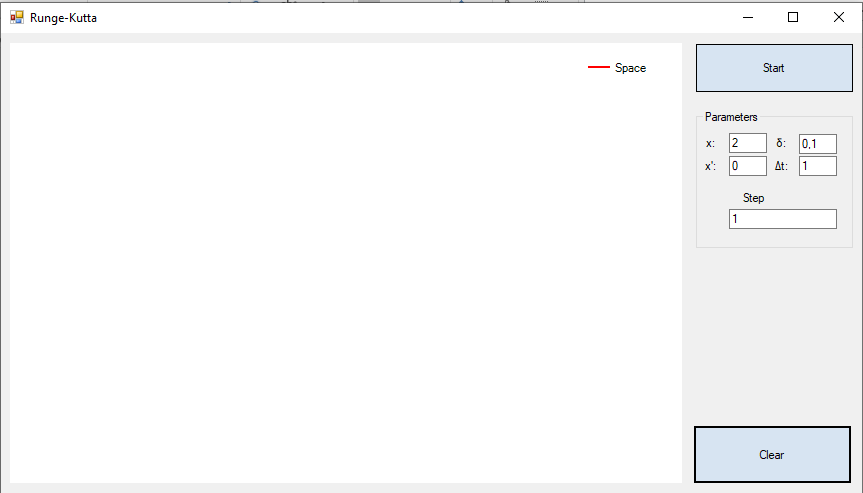 Runge-Kutta
Space
Start
Parameters
x: 2 δ: 0,1
x': 0 Δt: 1
Step
1
Clear